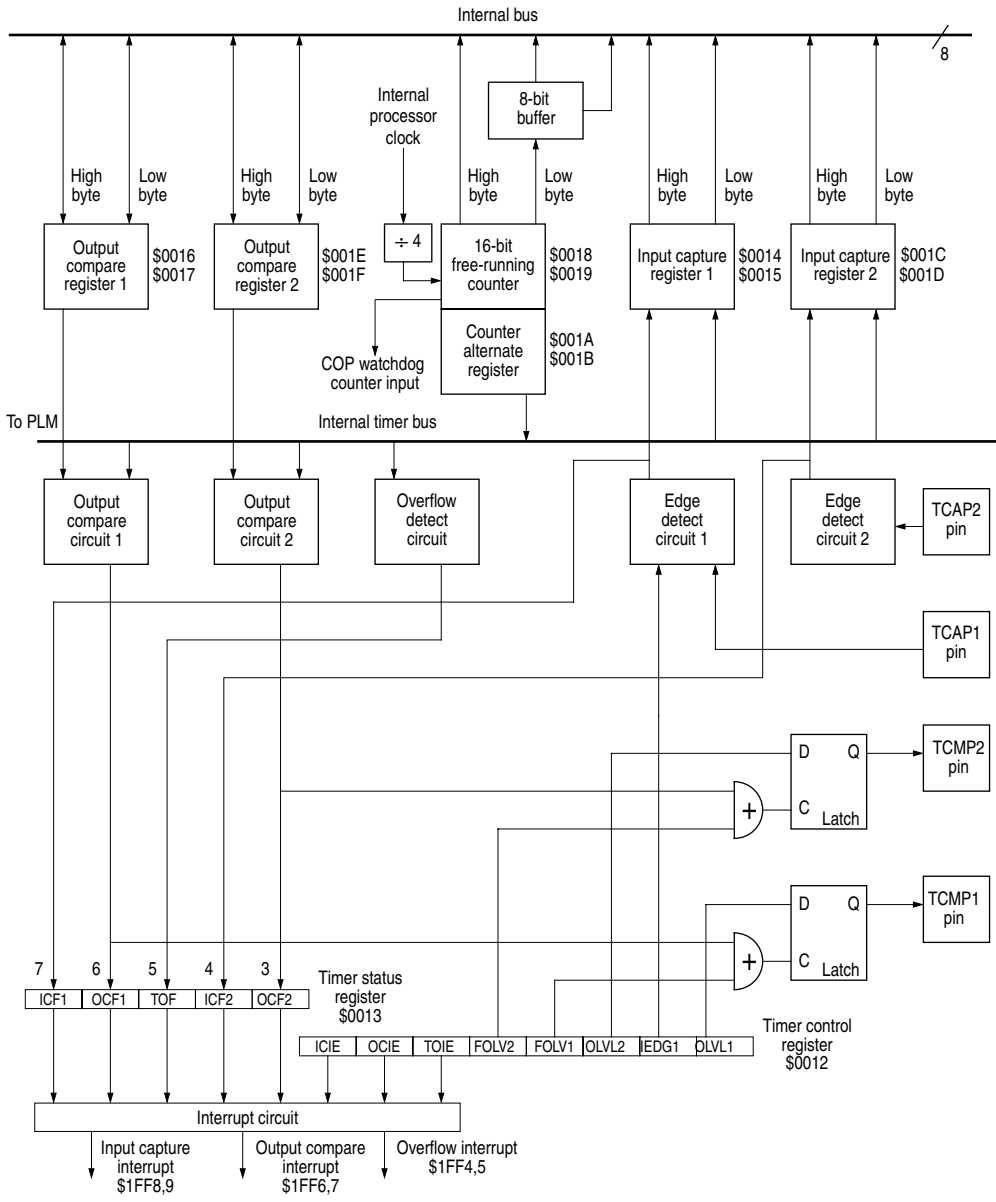 Internal bus
8
8-bit
buffer
Internal
processor
clock
High
byte
Low
byte
High
byte
Low
byte
High
byte
Low
byte
High
byte
Low
byte
High
byte
Low
byte
Output
compare
register 1
$0016
$0017
Output
compare
register 2
$001E
$001F
÷ 4
16-bit
free-running
counter
$0018
$0019
Input capture
register 1
$0014
$0015
Input capture
register 2
$001C
$001D
COP watchdog
counter input
Counter
alternate
register
$001A
$001B
To PLM
Internal timer bus
Output
compare
circuit 1
Output
compare
circuit 2
Overflow
detect
circuit
Edge
detect
circuit 1
Edge
detect
circuit 2
TCAP2
pin
TCAP1
pin
D Q
C
Latch
+
TCMP2
pin
D Q
C
Latch
+
TCMP1
pin
7 6 5 4 3
ICF1 OCF1 TOF ICF2 OCF2
Timer status
register
$0013
ICIE OCIE TOIE FOLV2 FOLV1 OLVL2 IEDG1 OLVL1
Timer control
register
$0012
Interrupt circuit
Input capture
interrupt
$1FF8,9
Output compare
interrupt
$1FF6,7
Overflow interrupt
$1FF4,5